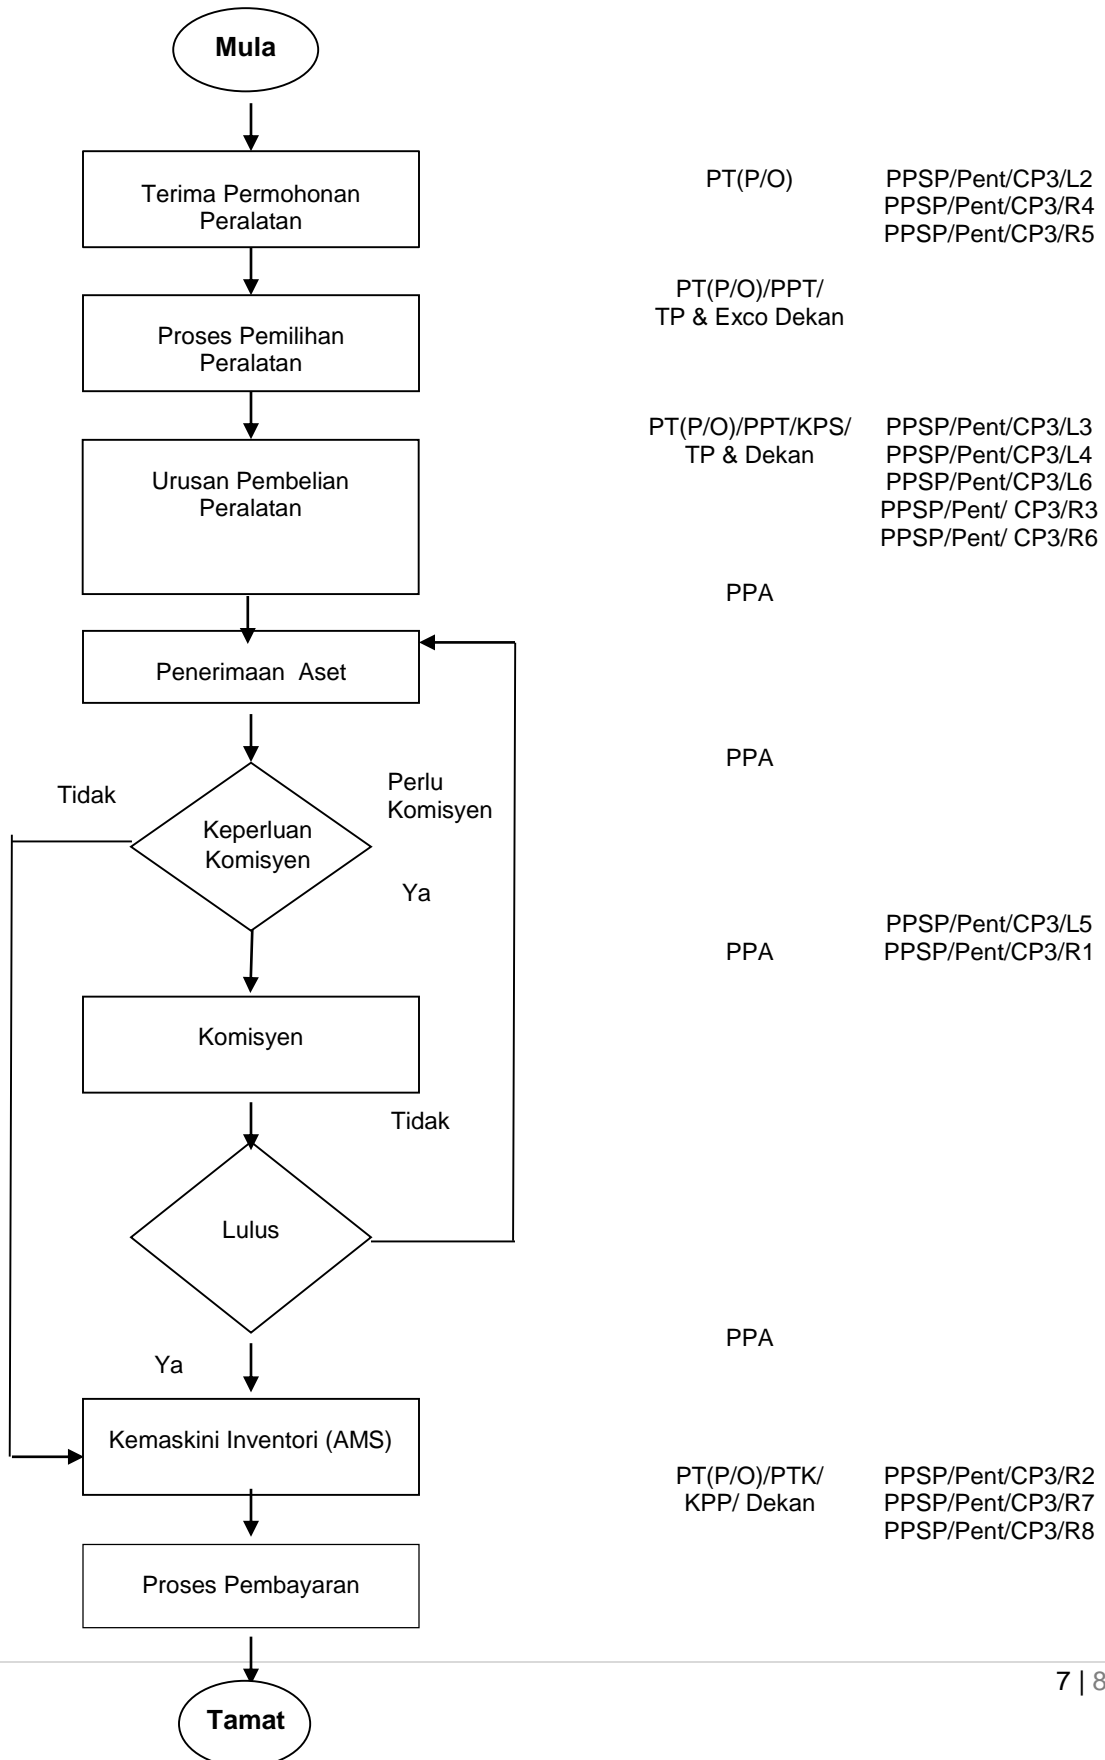 Mula
Terima Permohonan
Peralatan
PT(P/O)
PPSP/Pent/CP3/L2
PPSP/Pent/CP3/R4
PPSP/Pent/CP3/R5
Proses Pemilihan
Peralatan
PT(P/O)/PPT/
TP & Exco Dekan
Urusan Pembelian
Peralatan
PT(P/O)/PPT/KPS/
TP & Dekan
PPSP/Pent/CP3/L3
PPSP/Pent/CP3/L4
PPSP/Pent/CP3/L6
PPSP/Pent/ CP3/R3
PPSP/Pent/ CP3/R6
PPA
Penerimaan Aset
PPA
Tidak
Keperluan
Komisyen
Perlu
Komisyen
Ya
PPA
PPSP/Pent/CP3/L5
PPSP/Pent/CP3/R1
Komisyen
Tidak
Lulus
PPA
Ya
Kemaskini Inventori (AMS)
PT(P/O)/PTK/
KPP/ Dekan
PPSP/Pent/CP3/R2
PPSP/Pent/CP3/R7
PPSP/Pent/CP3/R8
Proses Pembayaran
7 | 8
Tamat